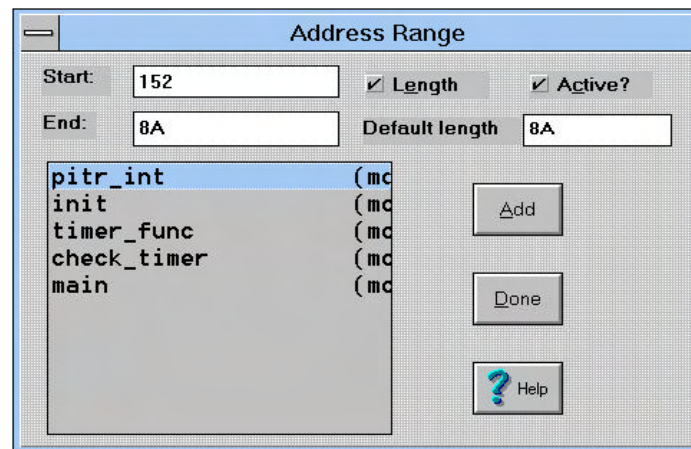 Address Range
Start: 152 Length Active?
End: 8A Default length 8A
pitr_int (mc
init (mc
timer_func (mc
check_timer (mc
main (mc
Add
Done
Help